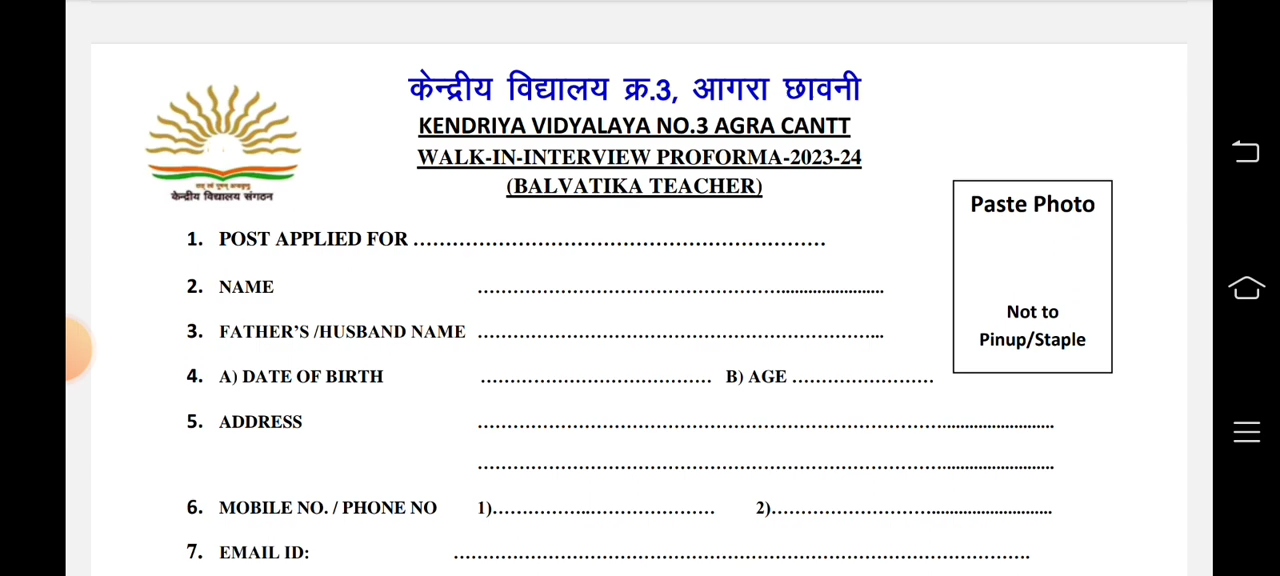 केन्द्रीय विद्यालय क्र.3, आगरा छावनी
KENDRIYA VIDYALAYA NO.3 AGRA CANTT
WALK-IN-INTERVIEW PROFORMA-2023-24
(BALVATIKA TEACHER)
केन्द्रीय विद्यालय संगठन
Paste Photo
Not to
Pinup/Staple
1. POST APPLIED FOR ...............................................................
2. NAME ...............................................................
3. FATHER'S /HUSBAND NAME ...............................................................
4. A) DATE OF BIRTH .................................... B) AGE ........................
5. ADDRESS ...............................................................
...............................................................
6. MOBILE NO. / PHONE NO 1).................................... 2)....................................
7. EMAIL ID: ...............................................................